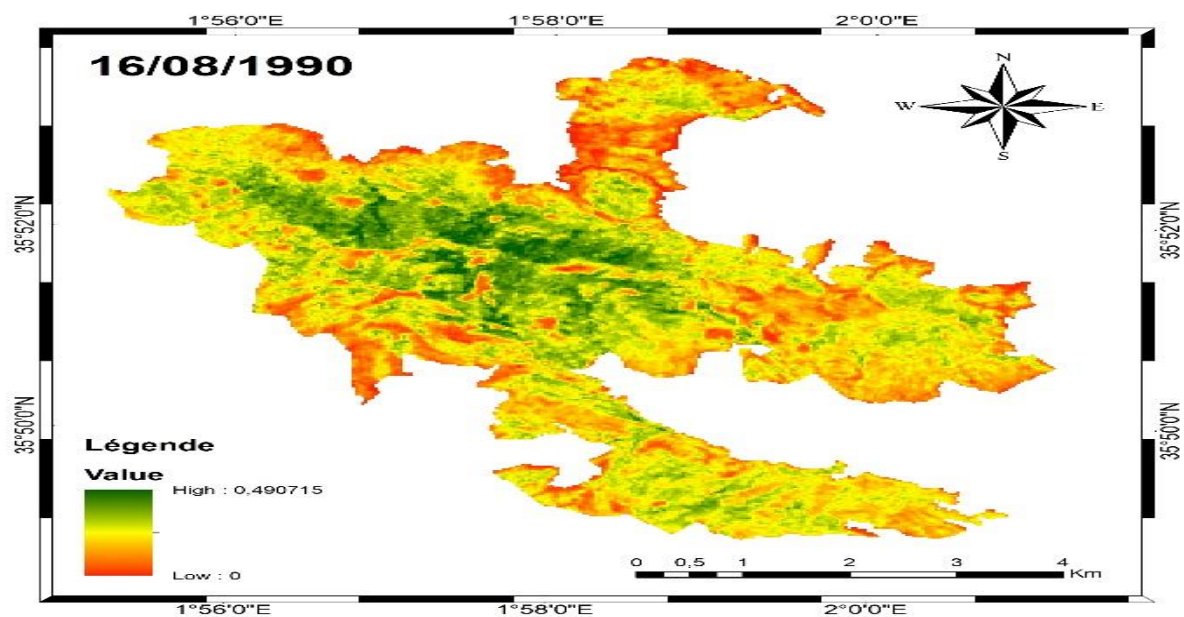 1°56'0"E 1°58'0"E 2°0'0"E
16/08/1990
N
W E
S
35°52'0"N 35°52'0"N
35°50'0"N 35°50'0"N
Légende
Value
High : 0,490715
Low : 0
0 0,5 1 2 3 4
Km
1°56'0"E 1°58'0"E 2°0'0"E